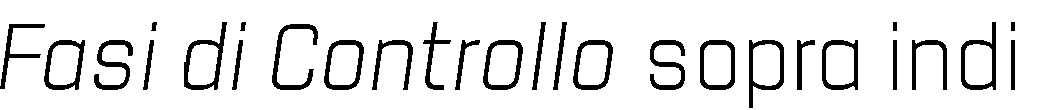 Fasi di Controllo sopra indi